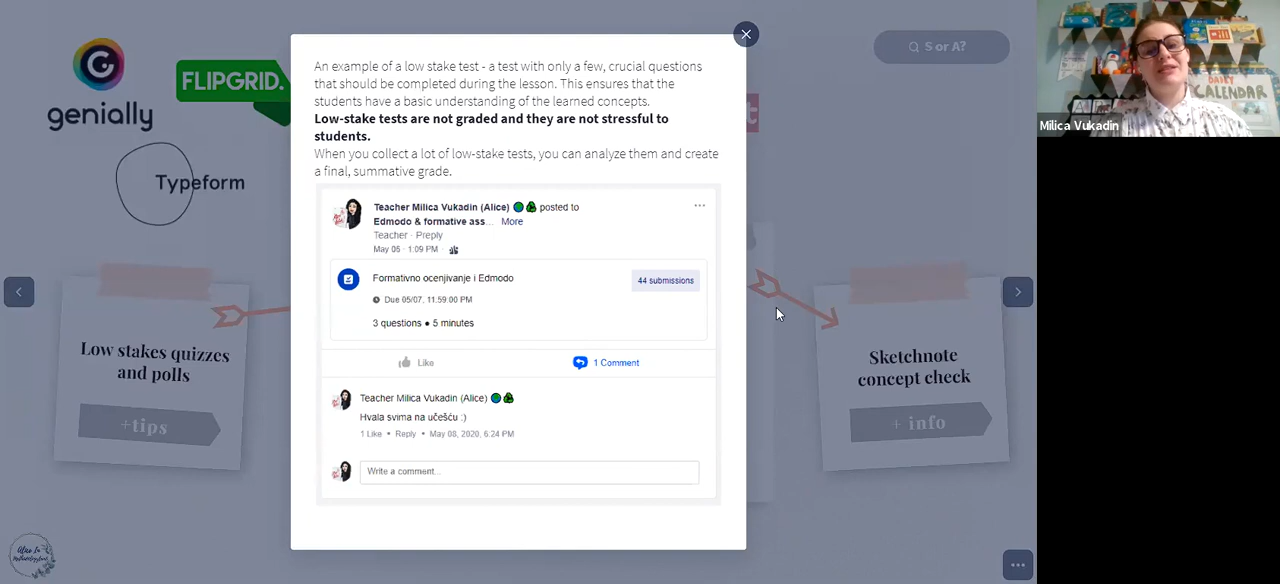 genially
FLIPGRID.
Typeform
S or A?
Low stakes quizzes
and polls
+tips
An example of a low stake test - a test with only a few, crucial questions
that should be completed during the lesson. This ensures that the
students have a basic understanding of the learned concepts.
Low-stake tests are not graded and they are not stressful to
students.
When you collect a lot of low-stake tests, you can analyze them and create
a final, summative grade.
Teacher Milica Vukadin (Alice) posted to
Edmodo & formative ass... More
Teacher · Preply
May 05 · 1:09 PM ·
Formativno ocenjivanje i Edmodo
44 submissions
Due 05/07, 11:59:00 PM
3 questions ● 5 minutes
Like
1 Comment
Teacher Milica Vukadin (Alice)
Hvala svima na učešću :)
1 Like • Reply • May 08, 2020, 6:24 PM
Write a comment...
Sketchnote
concept check
+ info
DAILY
CALENDAR
Milica Vukadin